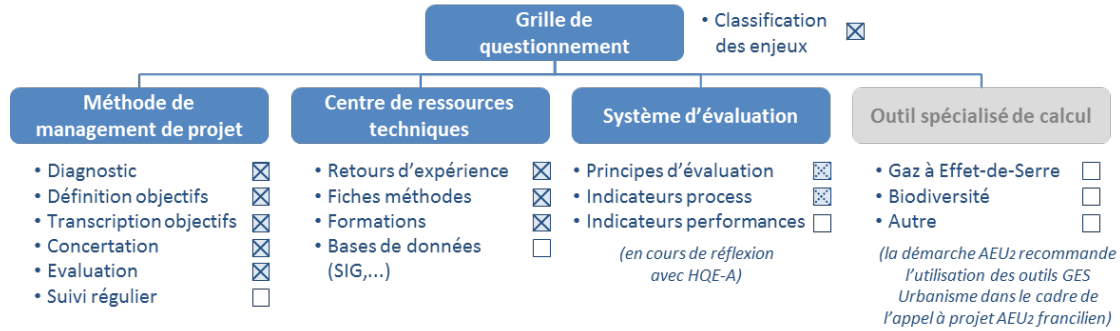 Grille de
questionnement
• Classification
des enjeux
Méthode de
management de projet
• Diagnostic
• Définition objectifs
• Transcription objectifs
• Concertation
• Evaluation
• Suivi régulier
Centre de ressources
techniques
• Retours d’expérience
• Fiches méthodes
• Formations
• Bases de données
(SIG,...)
Système d’évaluation
• Principes d’évaluation
• Indicateurs process
• Indicateurs performances
(en cours de réflexion
avec HQE-A)
Outil spécialisé de calcul
• Gaz à Effet-de-Serre
• Biodiversité
• Autre
(la démarche AEU2 recommande
l’utilisation des outils GES
Urbanisme dans le cadre de
l’appel à projet AEU2 francilien)